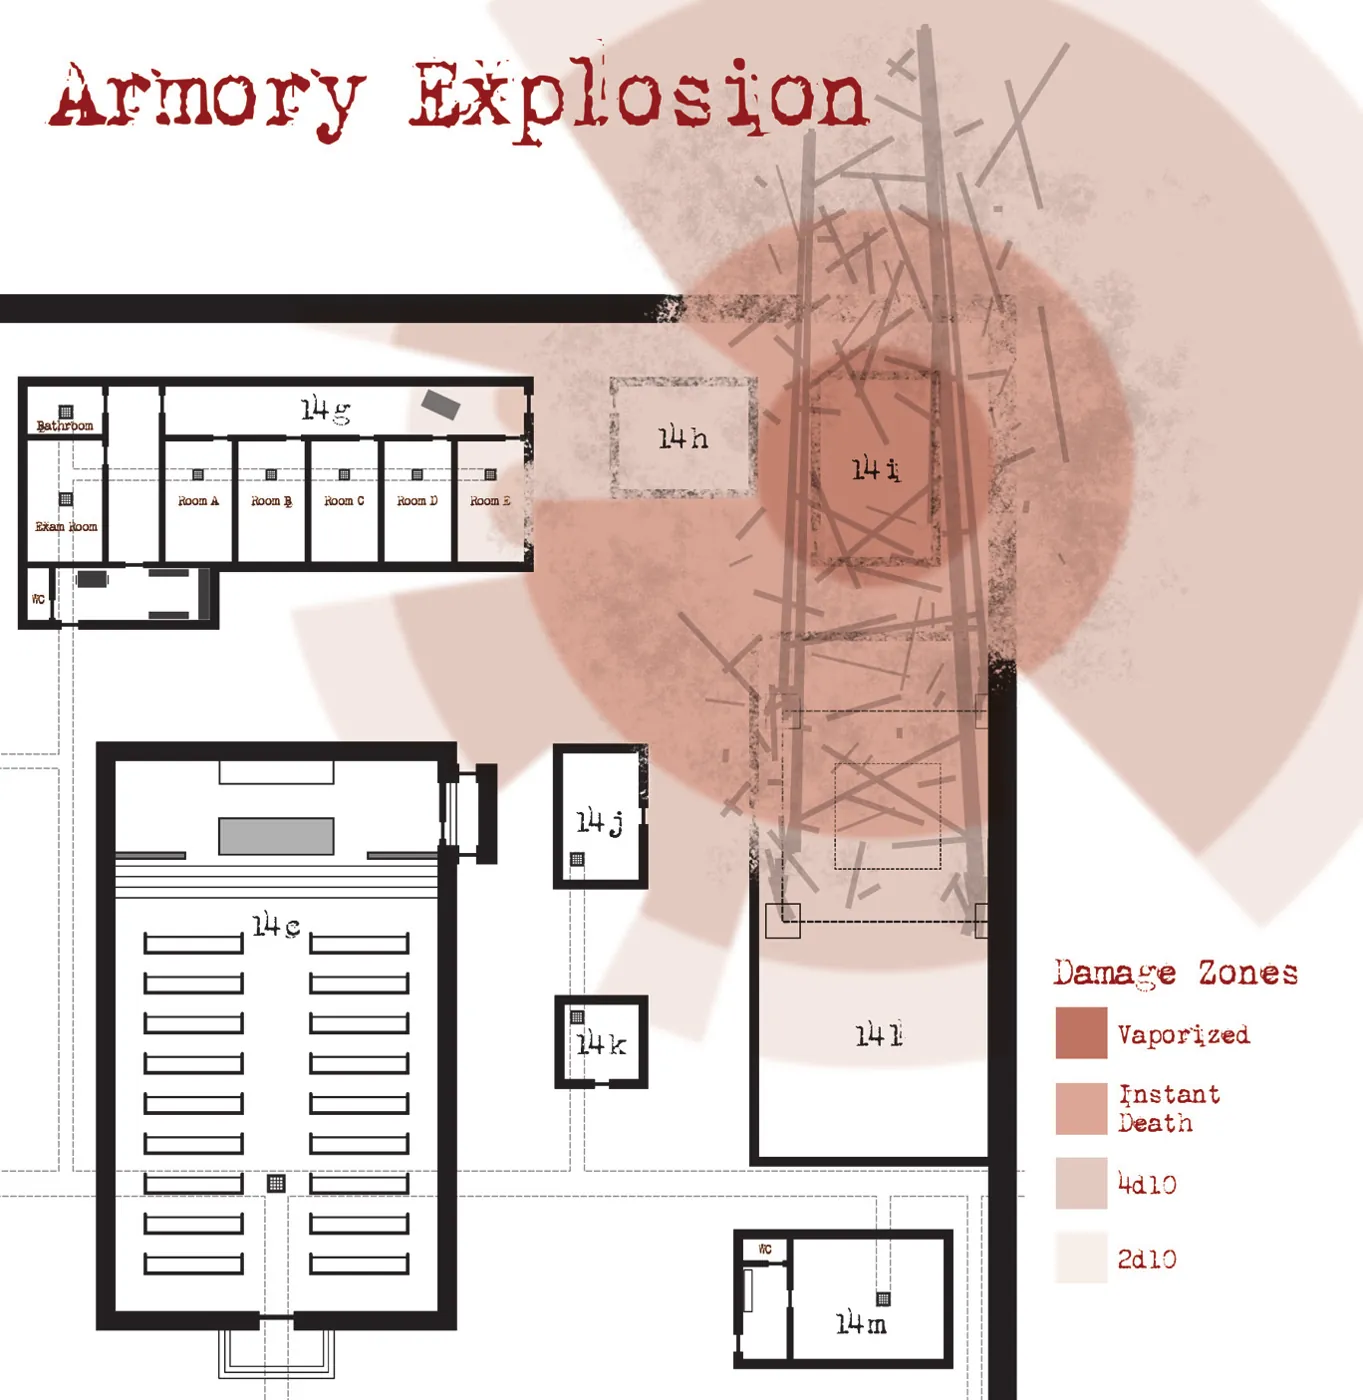 Armory Explosion
14g
Bathroom
14h
14i
Room A
Room B
Room C
Room D
Room E
Exam Room
WC
14j
14c
14k
14l
Damage Zones
Vaporized
Instant
Death
4d10
2d10
WC
14m